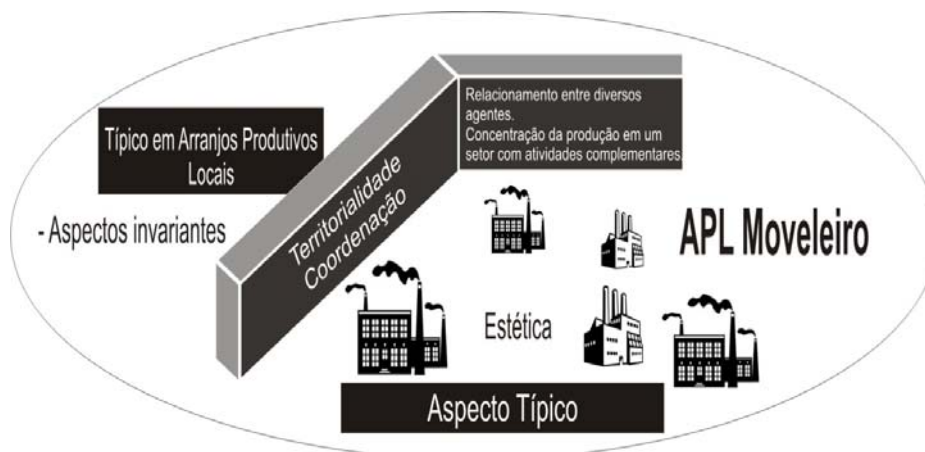 Típico em Arranjos Produtivos
Locais
- Aspectos invariantes
Territorialidade
Coordenação
Relacionamento entre diversos
agentes.
Concentração da produção em um
setor com atividades complementares.
APL Moveleiro
Estética
Aspecto Típico